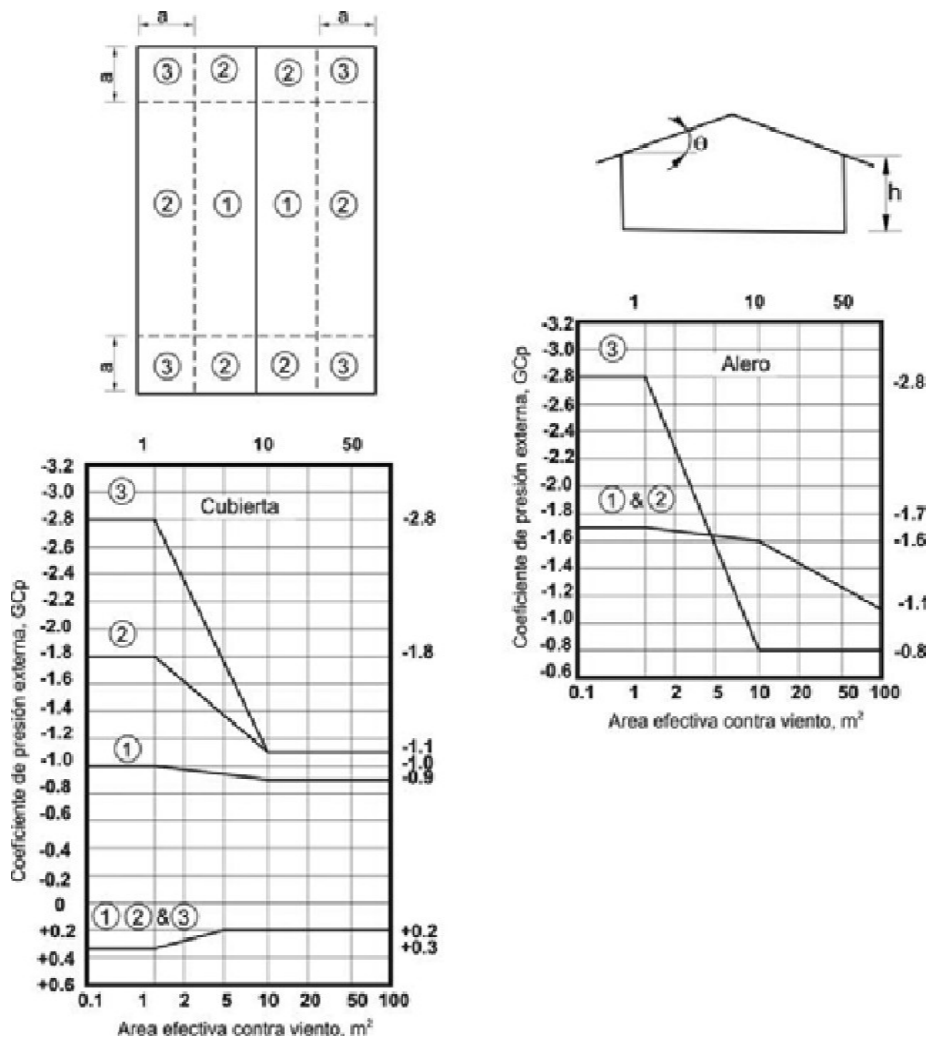 a a
a
③ ② ② ③
② ① ① ②
a
③ ② ② ③
θ
h
1 10 50
-3.2
-3.0
-2.8
-2.6
-2.4
-2.2
-2.0
-1.8
-1.6
-1.4
-1.2
-1.0
-0.8
-0.6
-0.4
-0.2
0
+0.2
+0.4
+0.6
Coeficiente de presión externa, GCp
Cubierta
③
②
①
① ② & ③
-2.8
-1.8
-1.1
-1.0
-0.9
+0.2
+0.3
0.1 1 2 5 10 20 50 100
Area efectiva contra viento, m²
1 10 50
-3.2
-3.0
-2.8
-2.6
-2.4
-2.2
-2.0
-1.8
-1.6
-1.4
-1.2
-1.0
-0.8
-0.6
Coeficiente de presión externa, GCp
Alero
③
① & ②
-2.8
-1.7
-1.6
-1.1
-0.8
0.1 1 2 5 10 20 50 100
Area efectiva contra viento, m²